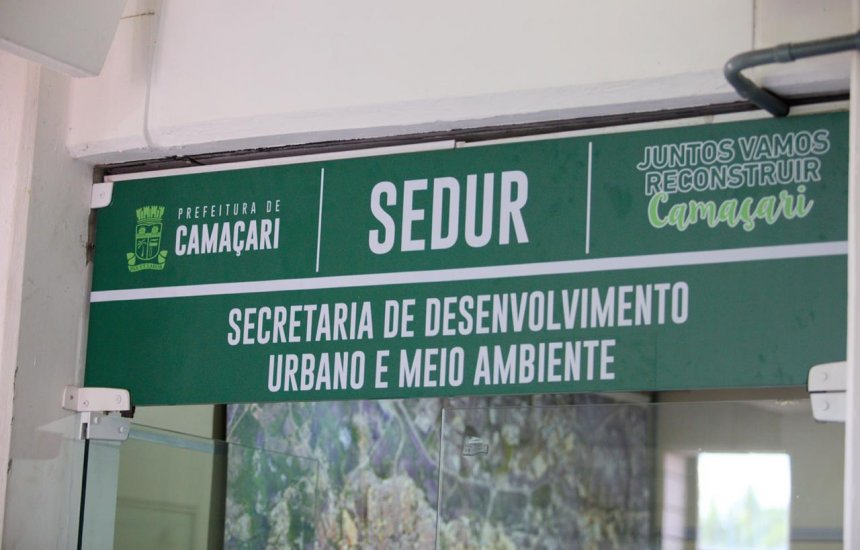 PREFEITURA DE
CAMAÇARI
SEDUR
JUNTOS VAMOS
RECONSTRUIR
Camaçari
SECRETARIA DE DESENVOLVIMENTO
URBANO E MEIO AMBIENTE